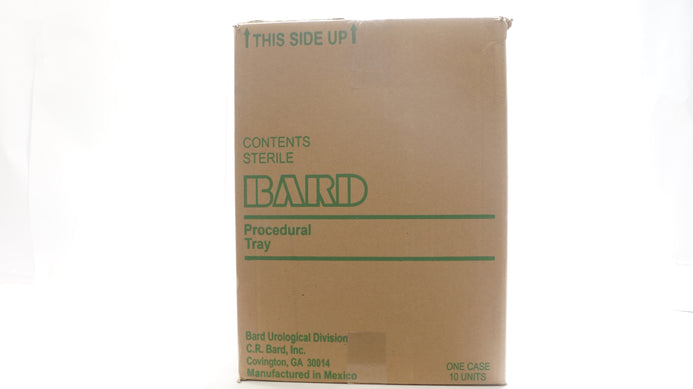 ↑THIS SIDE UP↑
CONTENTS
STERILE
BARD
Procedural
Tray
Bard Urological Division
C.R. Bard, Inc.
Covington, GA 30014
Manufactured in Mexico
ONE CASE
10 UNITS